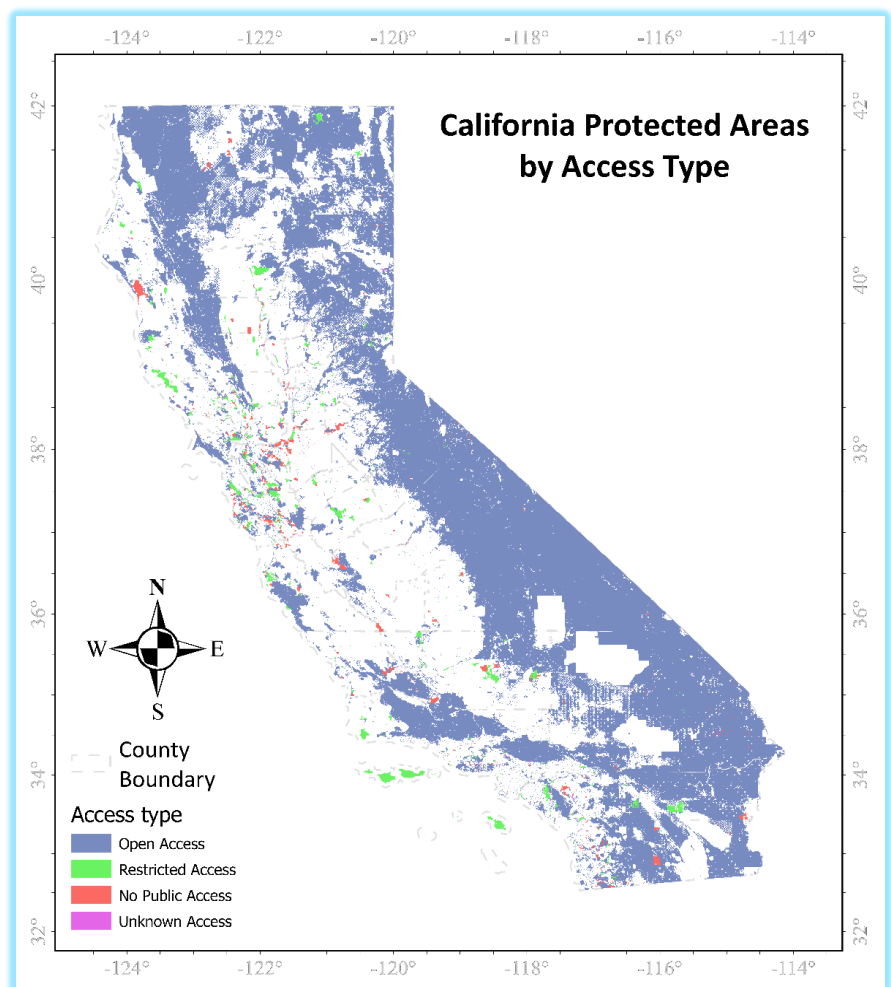 -124° -122° -120° -118° -116° -114°
42° 42°
California Protected Areas
by Access Type
40° 40°
38° 38°
36° 36°
N
W E
S
34° 34°
County
Boundary
Access type
Open Access
Restricted Access
No Public Access
Unknown Access
32° 32°
-124° -122° -120° -118° -116° -114°